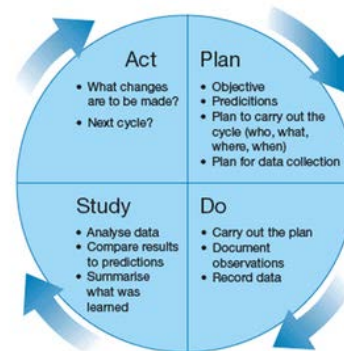 Act
• What changes
are to be made?
• Next cycle?
Plan
• Objective
• Predicitions
• Plan to carry out the
cycle (who, what,
where, when)
• Plan for data collection
Study
• Analyse data
• Compare results
to predictions
• Summarise
what was
learned
Do
• Carry out the plan
• Document
observations
• Record data